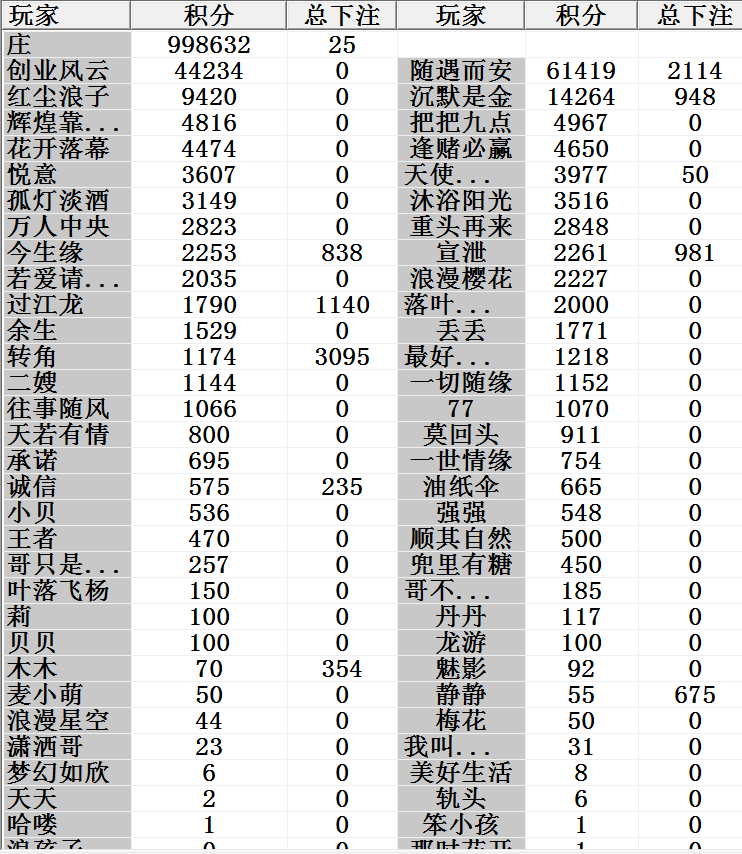 玩家 积分 总下注 玩家 积分 总下注
庄 998632 25
创业风云 44234 0 随遇而安 61419 2114
红尘浪子 9420 0 沉默是金 14264 948
辉煌靠... 4816 0 把把九点 4967 0
花开落幕 4474 0 逢赌必赢 4650 0
悦意 3607 0 天使... 3977 50
孤灯淡酒 3149 0 沐浴阳光 3516 0
万人中央 2823 0 重头再来 2848 0
今生缘 2253 838 宣泄 2261 981
若爱请... 2035 0 浪漫樱花 2227 0
过江龙 1790 1140 落叶... 2000 0
余生 1529 0 丢丢 1771 0
转角 1174 3095 最好... 1218 0
二嫂 1144 0 一切随缘 1152 0
往事随风 1066 0 77 1070 0
天若有情 800 0 莫回头 911 0
承诺 695 0 一世情缘 754 0
诚信 575 235 油纸伞 665 0
小贝 536 0 强强 548 0
王者 470 0 顺其自然 500 0
哥只是... 257 0 兜里有糖 450 0
叶落飞杨 150 0 哥不... 185 0
莉 100 0 丹丹 117 0
贝贝 100 0 龙游 100 0
木木 70 354 魅影 92 0
麦小萌 50 0 静静 55 675
浪漫星空 44 0 梅花 50 0
潇洒哥 23 0 我叫... 31 0
梦幻如欣 6 0 美好生活 8 0
天天 2 0 轨头 6 0
哈喽 1 0 笨小孩 1 0